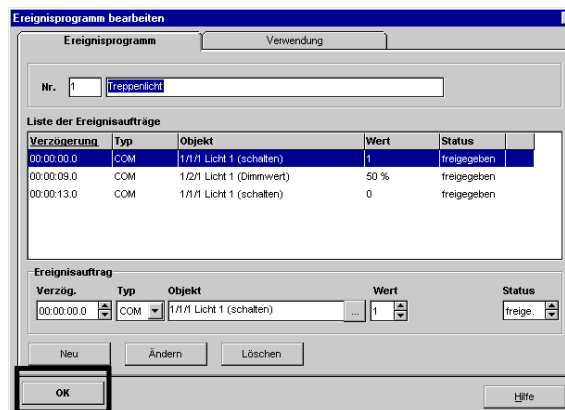 Ereignisprogramm bearbeiten
Ereignisprogramm Verwendung
Nr. 1 Treppenlicht
Liste der Ereignisaufträge
Verzögerung Typ Objekt Wert Status
00:00:00.0 COM 1/1/1 Licht 1 (schalten) 1 freigegeben
00:00:09.0 COM 1/2/1 Licht 1 (Dimmwert) 50 % freigegeben
00:00:13.0 COM 1/1/1 Licht 1 (schalten) 0 freigegeben
Ereignisauftrag
Verzög. Typ Objekt Wert Status
00:00:00.0 COM 1/1/1 Licht 1 (schalten) ... 1 freige.
Neu Ändern Löschen
OK Hilfe